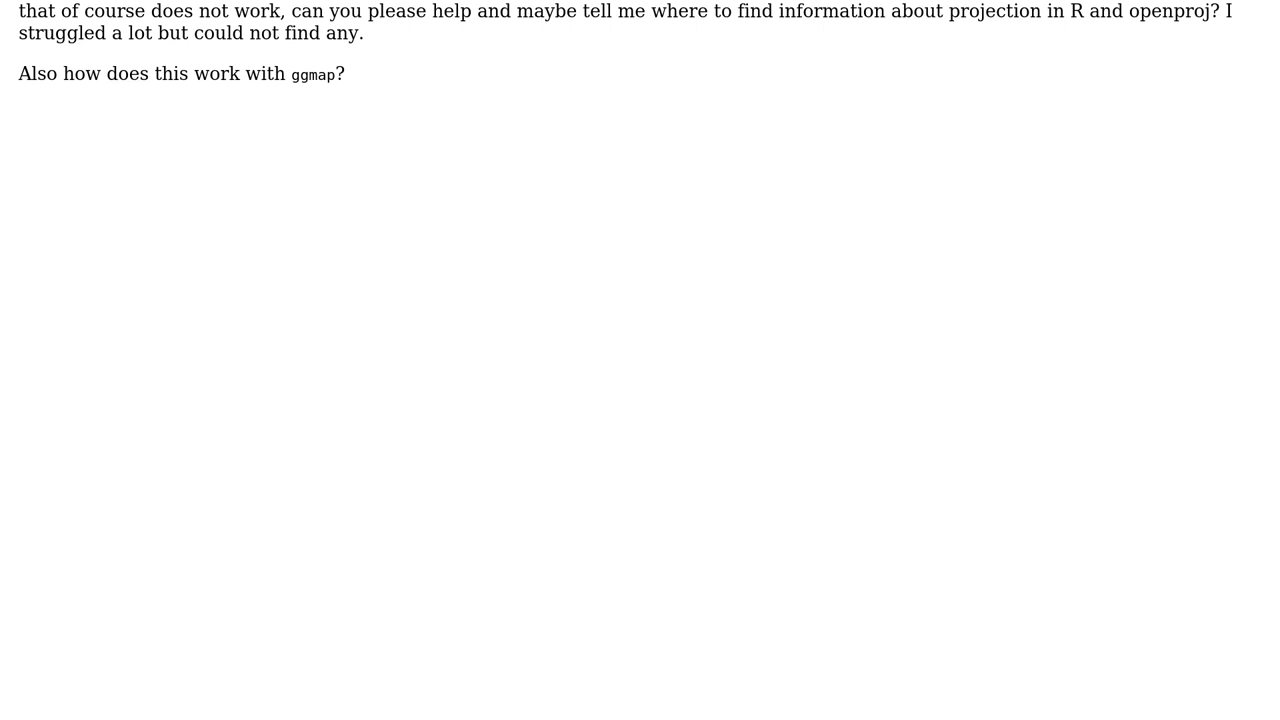 that of course does not work, can you please help and maybe tell me where to find information about projection in R and openproj? I
struggled a lot but could not find any.
Also how does this work with ggmap?